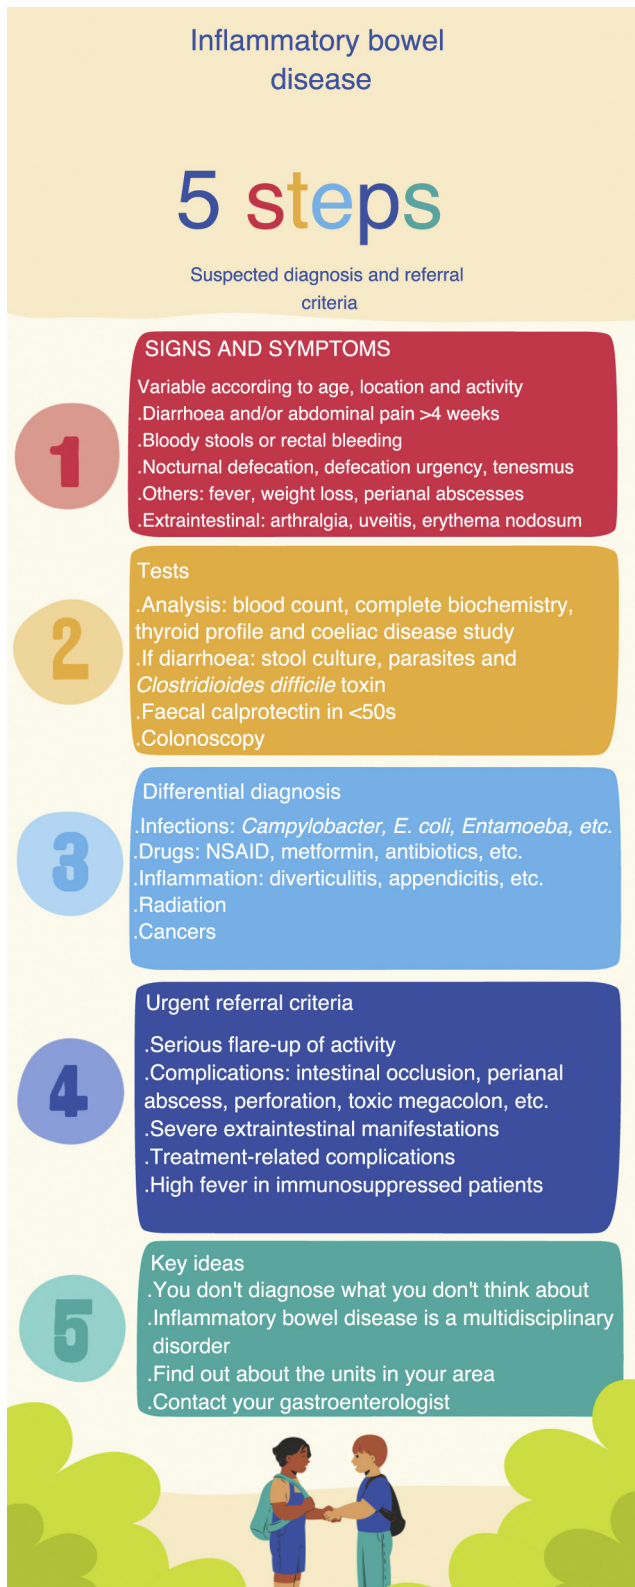 Inflammatory bowel
disease
5 steps
Suspected diagnosis and referral
criteria
1
SIGNS AND SYMPTOMS
Variable according to age, location and activity
.Diarrhoea and/or abdominal pain >4 weeks
.Bloody stools or rectal bleeding
.Nocturnal defecation, defecation urgency, tenesmus
.Others: fever, weight loss, perianal abscesses
.Extraintestinal: arthralgia, uveitis, erythema nodosum
2
Tests
.Analysis: blood count, complete biochemistry,
thyroid profile and coeliac disease study
.If diarrhoea: stool culture, parasites and
Clostridioides difficile toxin
.Faecal calprotectin in <50s
.Colonoscopy
3
Differential diagnosis
.Infections: Campylobacter, E. coli, Entamoeba, etc.
.Drugs: NSAID, metformin, antibiotics, etc.
.Inflammation: diverticulitis, appendicitis, etc.
.Radiation
.Cancers
4
Urgent referral criteria
.Serious flare-up of activity
.Complications: intestinal occlusion, perianal
abscess, perforation, toxic megacolon, etc.
.Severe extraintestinal manifestations
.Treatment-related complications
.High fever in immunosuppressed patients
5
Key ideas
.You don't diagnose what you don't think about
.Inflammatory bowel disease is a multidisciplinary
disorder
.Find out about the units in your area
.Contact your gastroenterologist